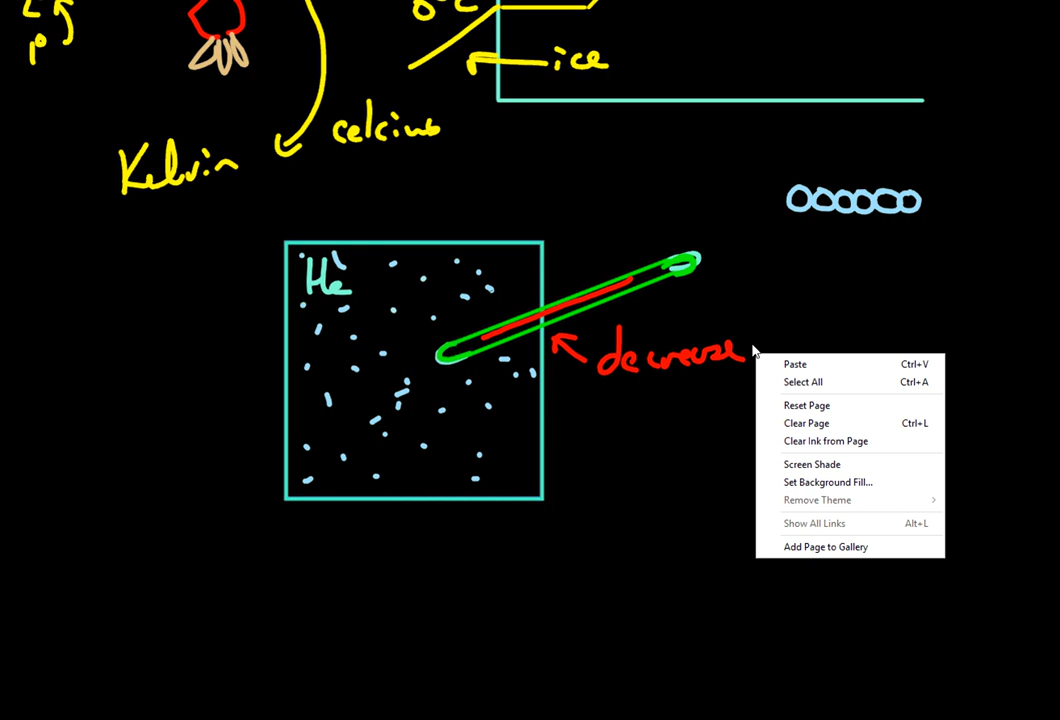 0°C
ice
P
celcius
Kelvin
He
decrease
Paste Ctrl+V
Select All Ctrl+A
Reset Page
Clear Page Ctrl+L
Clear Ink from Page
Screen Shade
Set Background Fill...
Remove Theme
Show All Links Alt+L
Add Page to Gallery